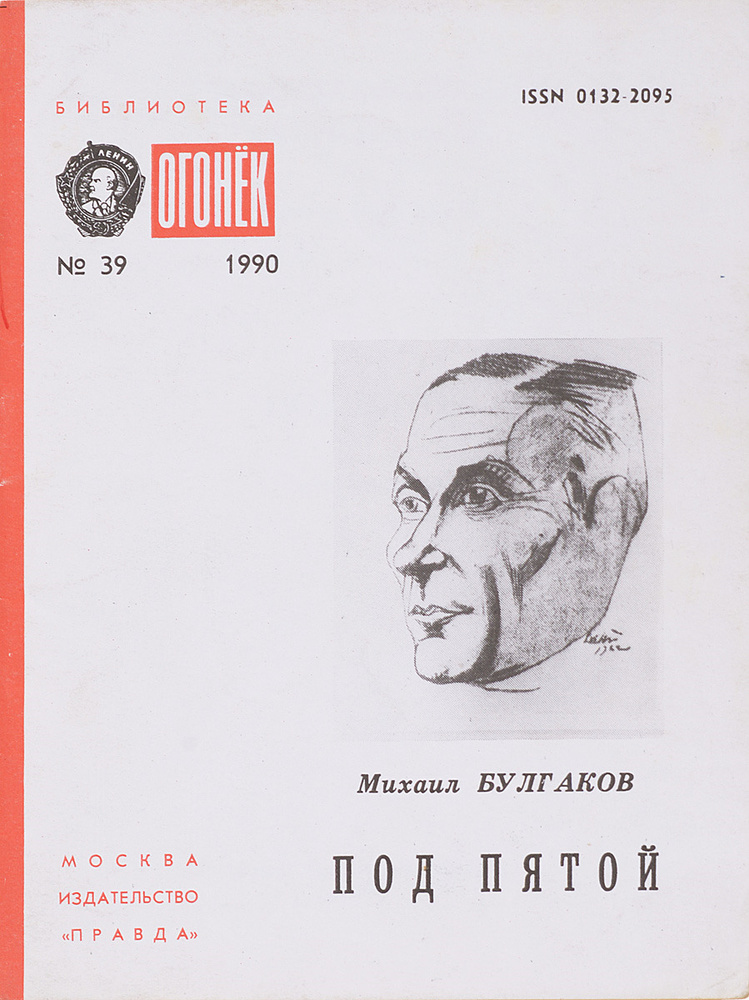 БИБЛИОТЕКА
ISSN 0132-2095
ЛЕНИН
ОГОНЁК
№ 39 1990
Михаил БУЛГАКОВ
ПОД ПЯТОЙ
МОСКВА
ИЗДАТЕЛЬСТВО
«ПРАВДА»